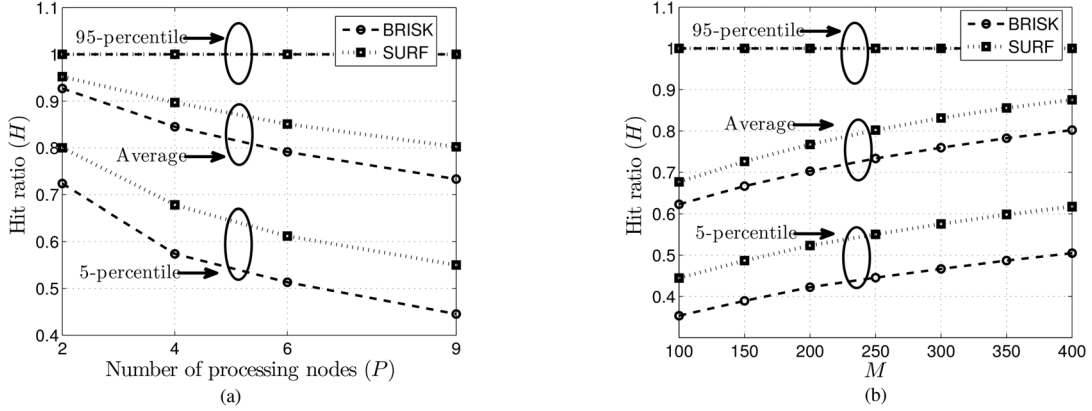 1.1
1
0.9
0.8
0.7
0.6
0.5
0.4
Hit ratio (H)
95-percentile
Average
5-percentile
BRISK
SURF
2 4 6 9
Number of processing nodes (P)
(a)
1.1
1
0.9
0.8
0.7
0.6
0.5
0.4
Hit ratio (H)
95-percentile
Average
5-percentile
BRISK
SURF
100 150 200 250 300 350 400
M
(b)